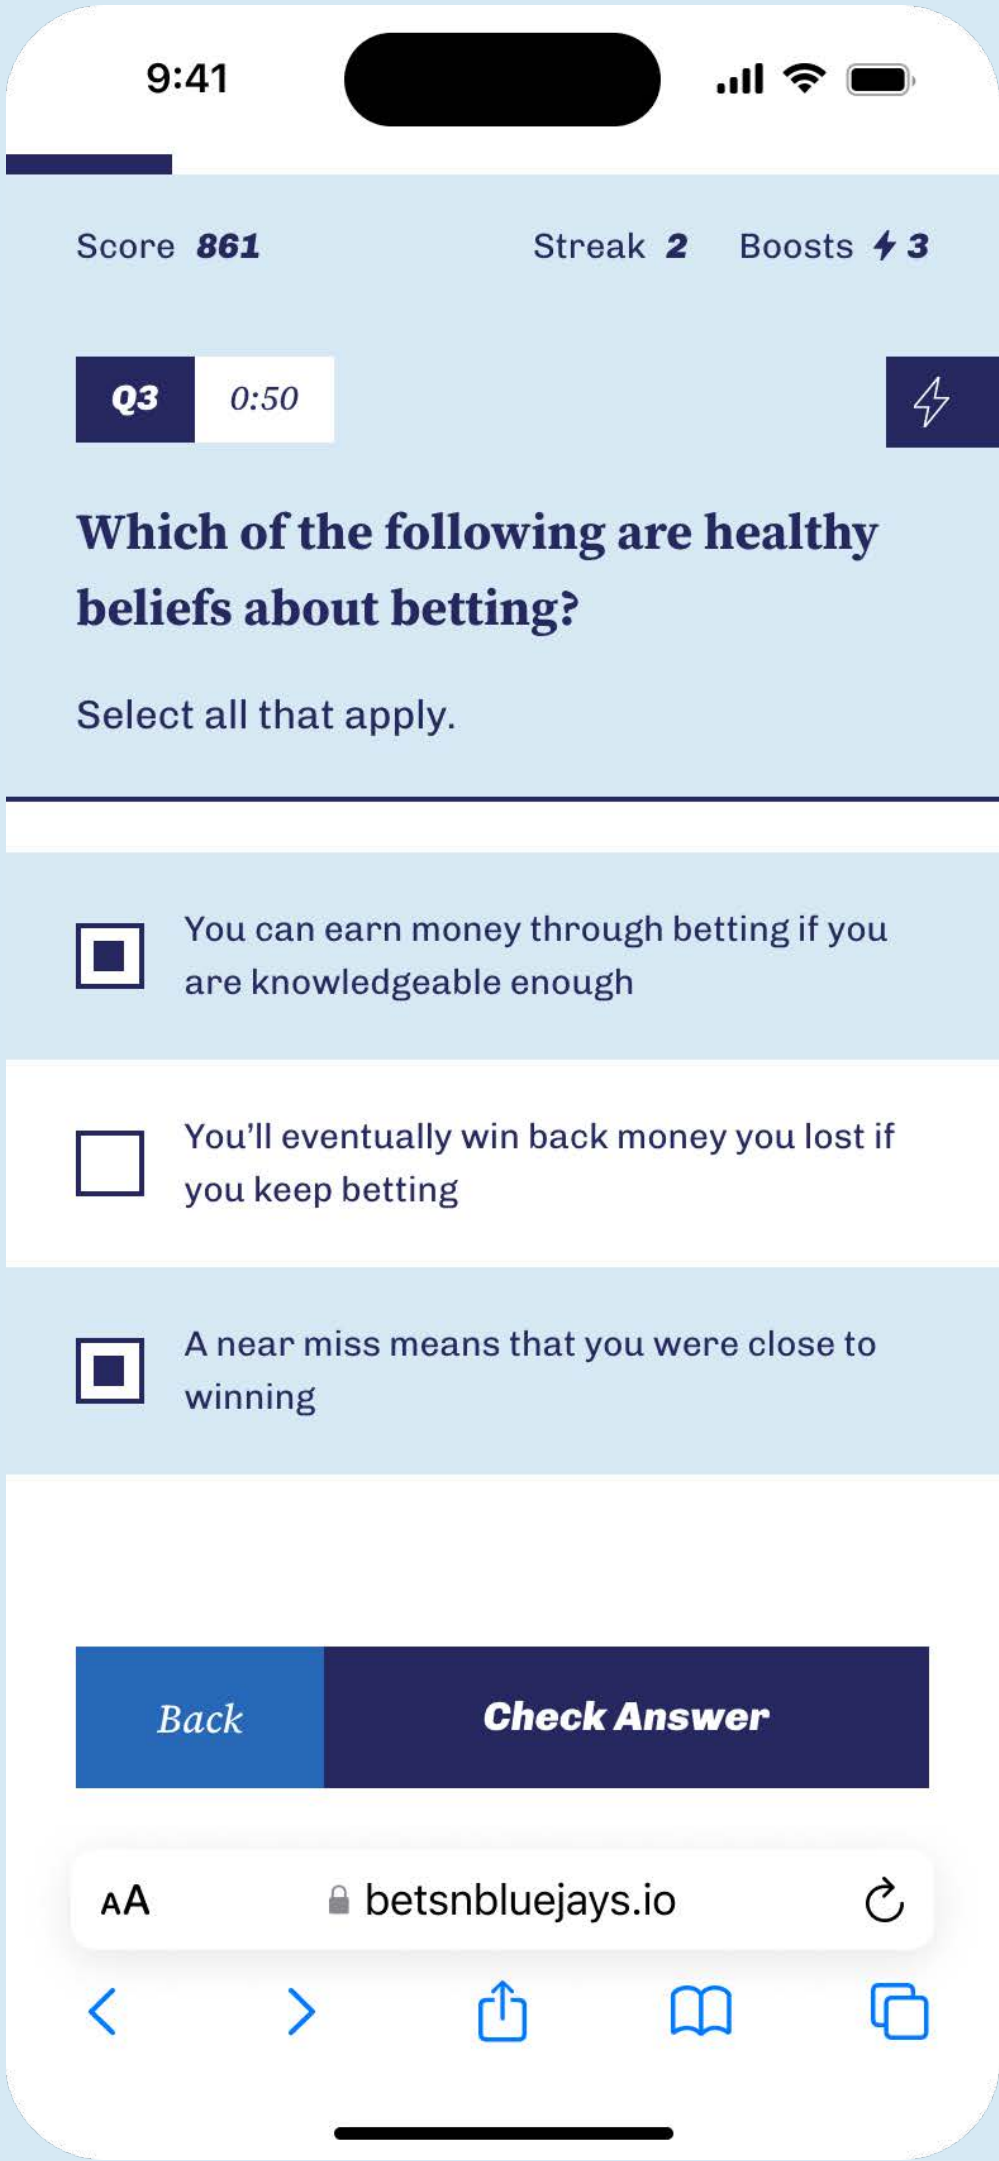 9:41
Score 861 Streak 2 Boosts 3
Q3 0:50
Which of the following are healthy
beliefs about betting?
Select all that apply.
You can earn money through betting if you
are knowledgeable enough
You’ll eventually win back money you lost if
you keep betting
A near miss means that you were close to
winning
Back Check Answer
AA betsnbluejays.io